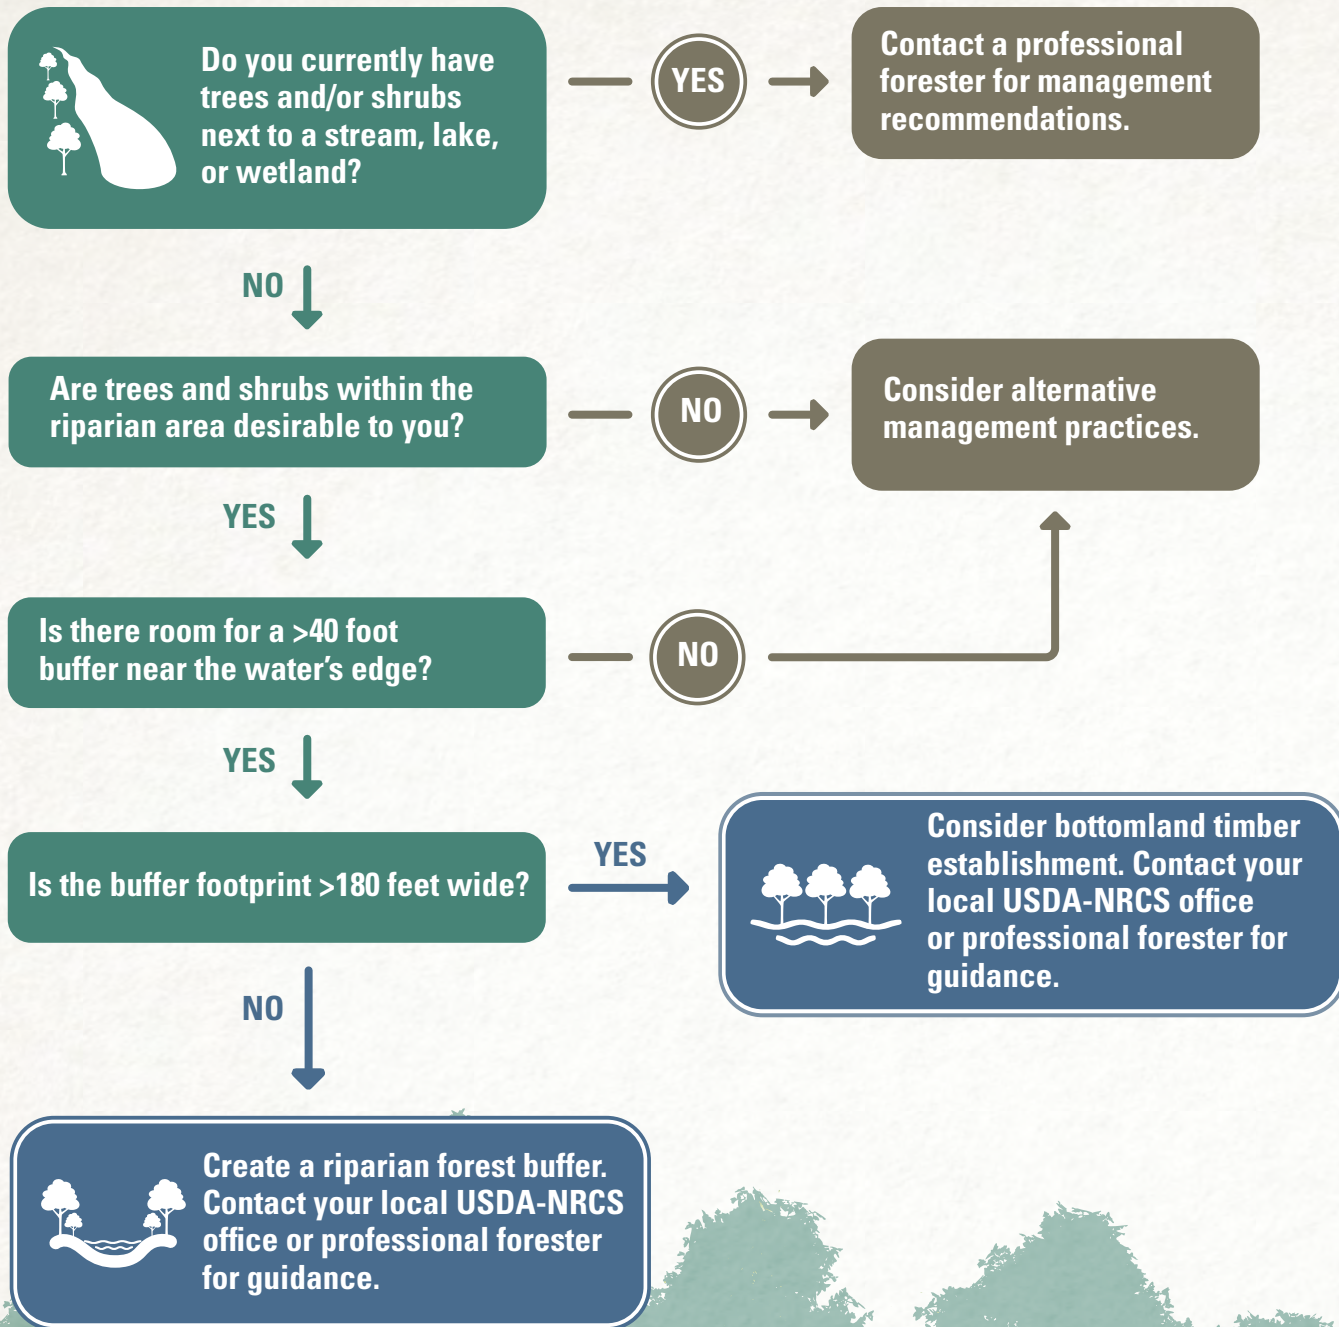 Do you currently have
trees and/or shrubs
next to a stream, lake,
or wetland?
YES
Contact a professional
forester for management
recommendations.
NO
Are trees and shrubs within the
riparian area desirable to you?
NO
Consider alternative
management practices.
YES
Is there room for a >40 foot
buffer near the water's edge?
NO
YES
Is the buffer footprint >180 feet wide?
YES
Consider bottomland timber
establishment. Contact your
local USDA-NRCS office
or professional forester for
guidance.
NO
Create a riparian forest buffer.
Contact your local USDA-NRCS
office or professional forester
for guidance.